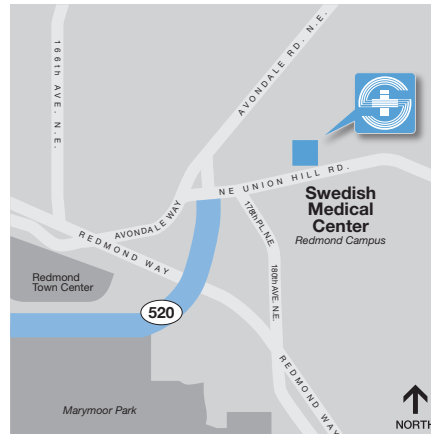 166th AVE. N.E.
AVONDALE RD. N.E.
NE UNION HILL RD.
Swedish
Medical
Center
Redmond Campus
AVONDALE WAY
178th PL.N.E.
REDMOND WAY
180th AVE. N.E.
Redmond
Town Center
520
REDMOND WAY
Marymoor Park
NORTH